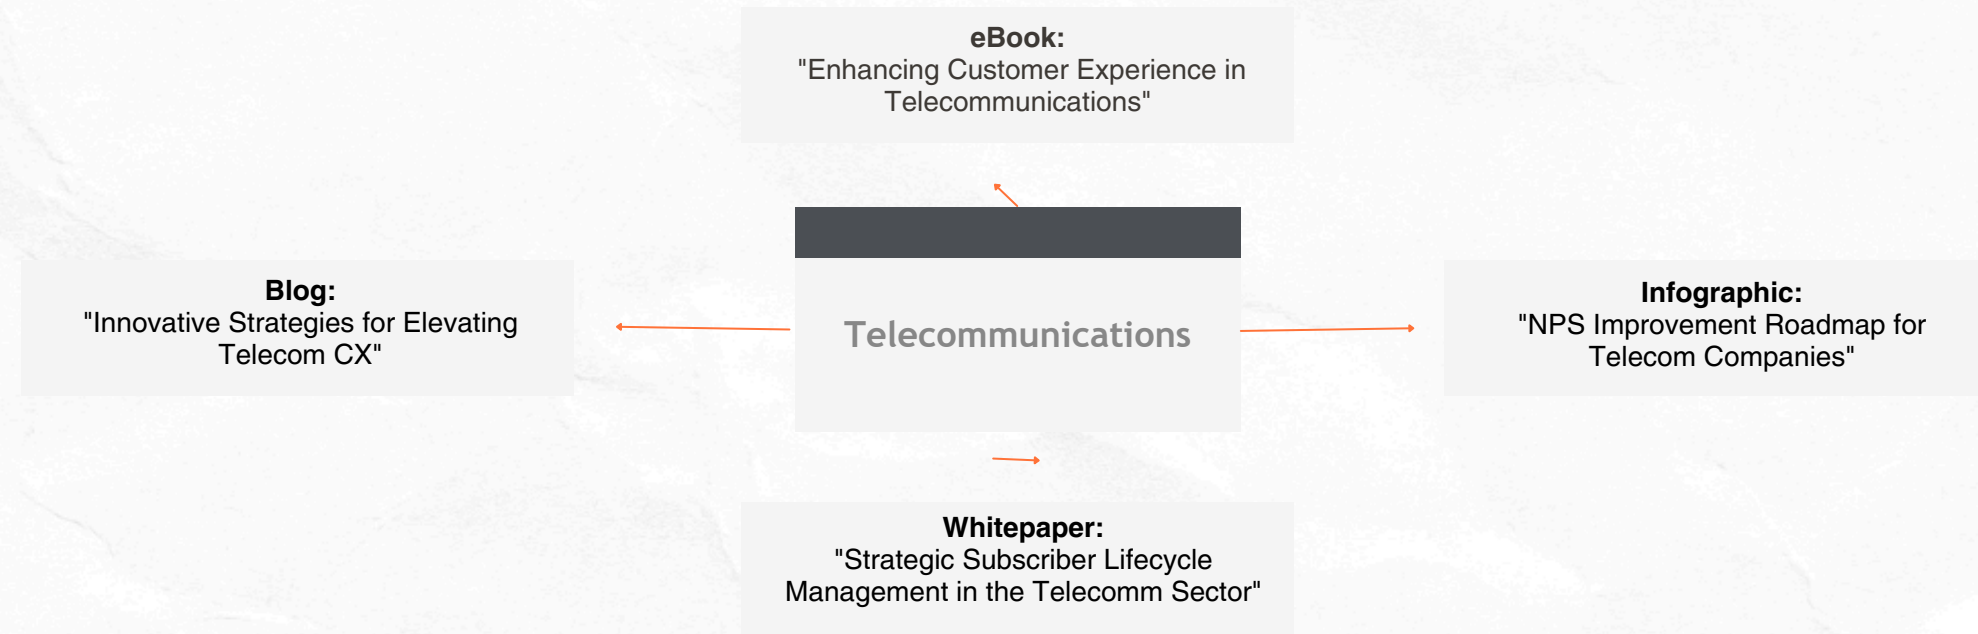 eBook:
"Enhancing Customer Experience in
Telecommunications"
Blog:
"Innovative Strategies for Elevating
Telecom CX"
Telecommunications
Infographic:
"NPS Improvement Roadmap for
Telecom Companies"
Whitepaper:
"Strategic Subscriber Lifecycle
Management in the Telecomm Sector"